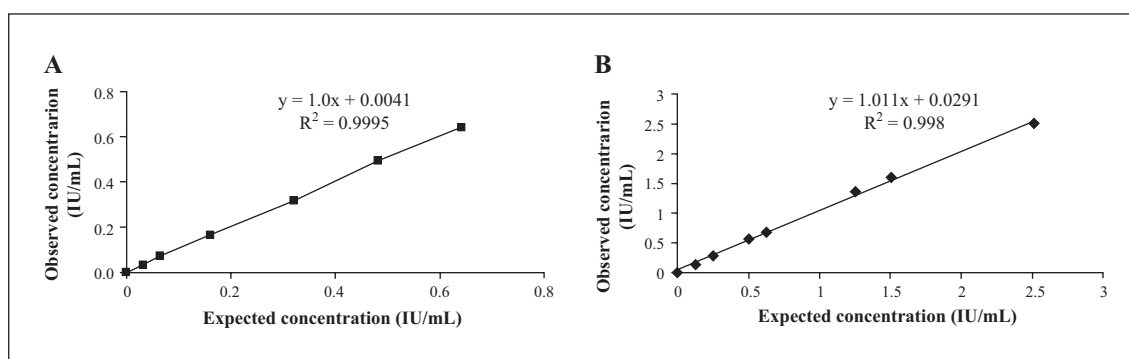 A
y = 1.0x + 0.0041
R² = 0.9995
Observed concentrarion
(IU/mL)
0.8
0.6
0.4
0.2
0.0
0
0.2
0.4
0.6
0.8
Expected concentration (IU/mL)
B
y = 1.011x + 0.0291
R² = 0.998
Observed concentration
(IU/mL)
3
2.5
2
1.5
1
0.5
0
0
0.5
1
1.5
2
2.5
3
Expected concentration (IU/mL)